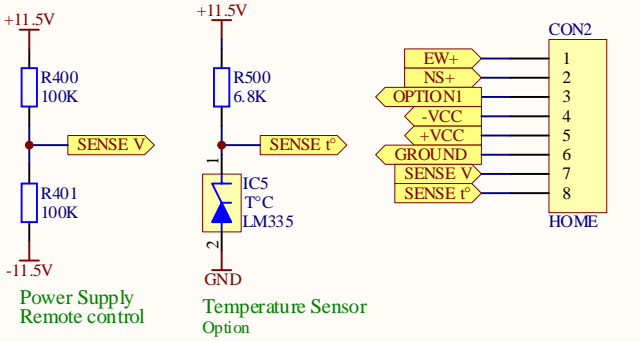 +11.5V
R400
100K
SENSE V
R401
100K
-11.5V
Power Supply
Remote control
+11.5V
R500
6.8K
SENSE t°
1
IC5
T°C
LM335
2
GND
Temperature Sensor
Option
CON2
EW+ 1
NS+ 2
OPTION1 3
-VCC 4
+VCC 5
GROUND 6
SENSE V 7
SENSE t° 8
HOME